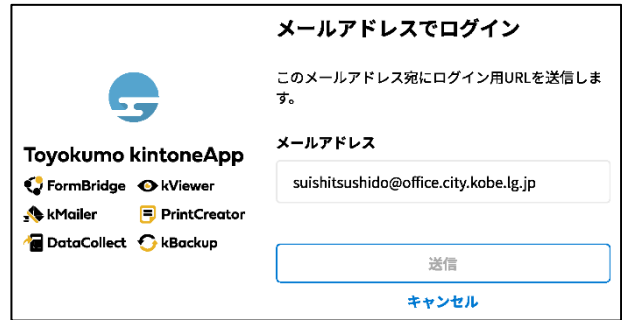 メールアドレスでログイン
このメールアドレス宛にログイン用URLを送信しま
す。
メールアドレス
suishitsushido@office.city.kobe.lg.jp
送信
キャンセル
Toyokumo kintoneApp
FormBridge kViewer
kMailer PrintCreator
DataCollect kBackup